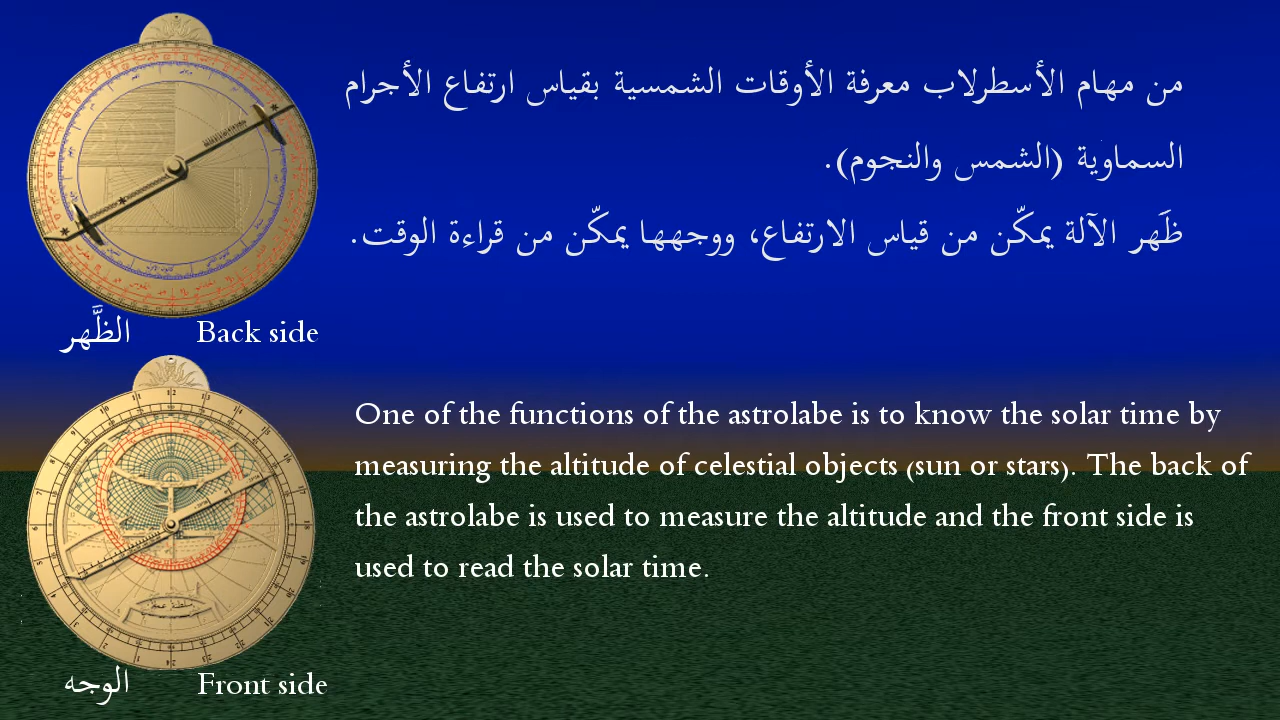 من مهام الأسطرلاب معرفة الأوقات الشمسية بقياس ارتفاع الأجرام
السماوية (الشمس والنجوم).
ظَهر الآلة يمكّن من قياس الارتفاع، ووجهها يمكّن من قراءة الوقت.
الظَّهر
Back side
One of the functions of the astrolabe is to know the solar time by
measuring the altitude of celestial objects (sun or stars). The back of
the astrolabe is used to measure the altitude and the front side is
used to read the solar time.
الوجه
Front side